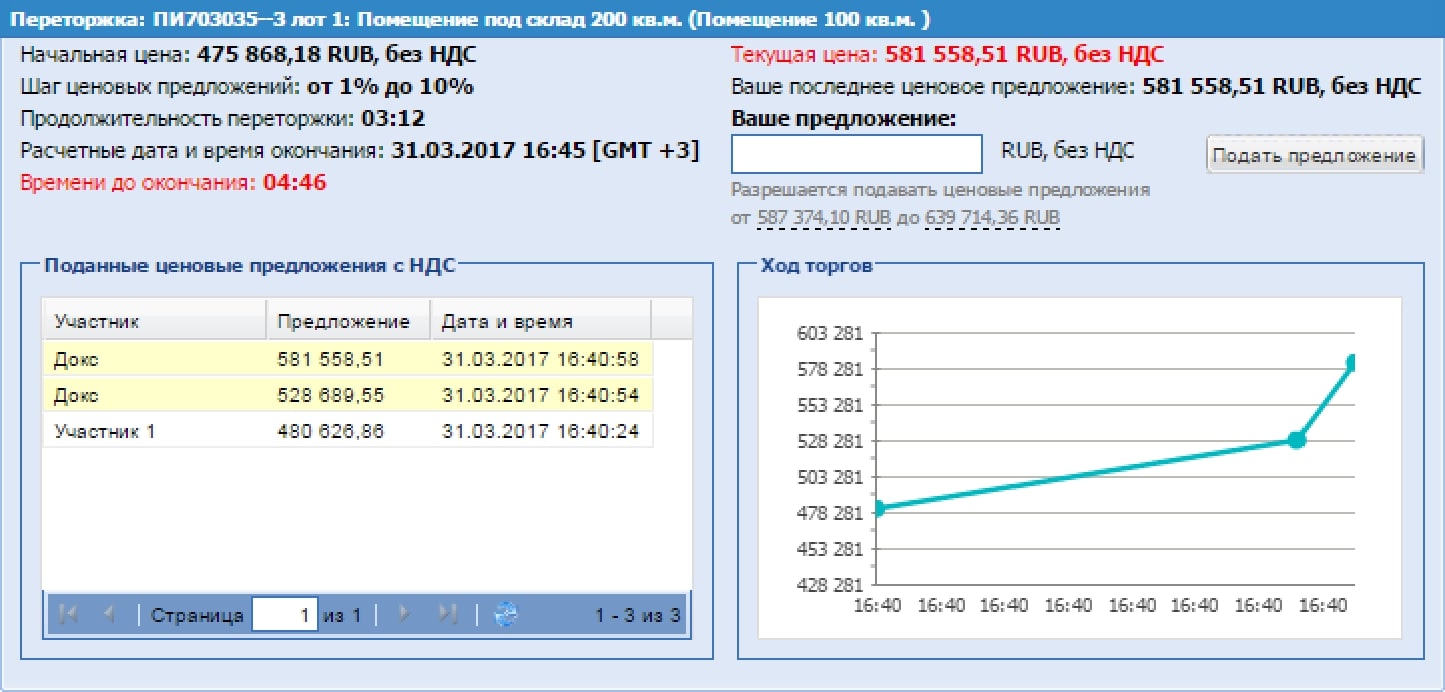 Переторжка: ПИ703035--3 лот 1: Помещение под склад 200 кв.м. (Помещение 100 кв.м. )
Начальная цена: 475 868,18 RUB, без НДС
Шаг ценовых предложений: от 1% до 10%
Продолжительность переторжки: 03:12
Расчетные дата и время окончания: 31.03.2017 16:45 [GMT +3]
Времени до окончания: 04:46
Текущая цена: 581 558,51 RUB, без НДС
Ваше последнее ценовое предложение: 581 558,51 RUB, без НДС
Ваше предложение:
RUB, без НДС Подать предложение
Разрешается подавать ценовые предложения
от 587 374,10 RUB до 639 714,36 RUB
Поданные ценовые предложения с НДС
Участник Предложение Дата и время
Докс 581 558,51 31.03.2017 16:40:58
Докс 528 689,55 31.03.2017 16:40:54
Участник 1 480 626,86 31.03.2017 16:40:24
Страница 1 из 1 1 - 3 из 3
Ход торгов
603 281
578 281
553 281
528 281
503 281
478 281
453 281
428 281
16:40 16:40 16:40 16:40 16:40 16:40 16:40 16:40